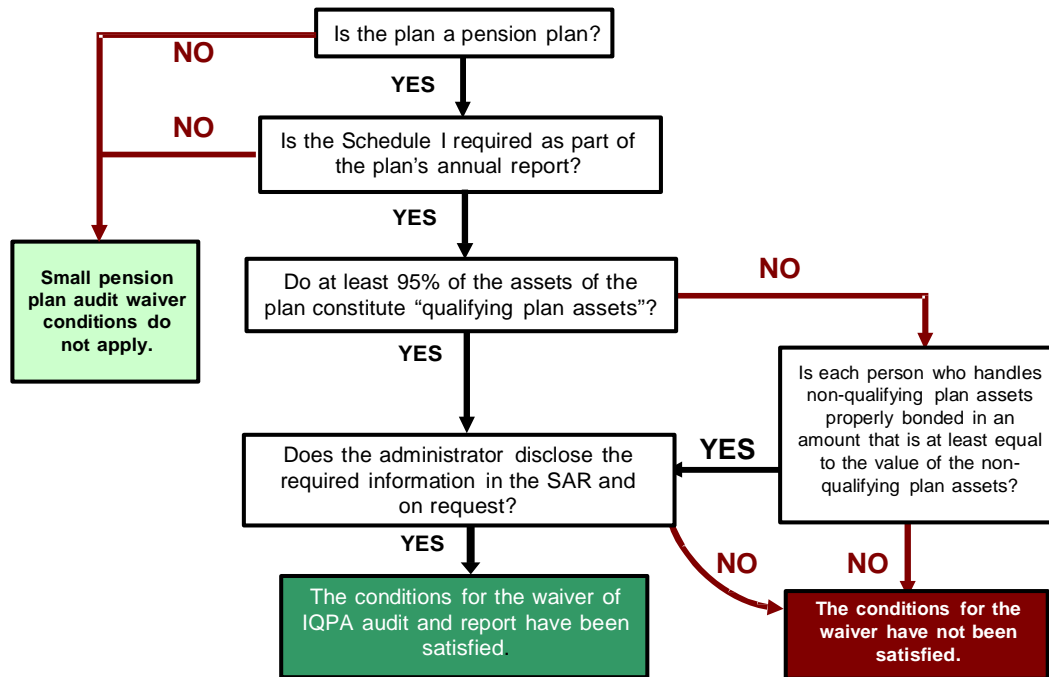 Is the plan a pension plan?
NO
YES
NO
Is the Schedule I required as part of
the plan’s annual report?
YES
Small pension
plan audit waiver
conditions do
not apply.
Do at least 95% of the assets of the
plan constitute “qualifying plan assets”?
NO
YES
Is each person who handles
non-qualifying plan assets
properly bonded in an
amount that is at least equal
to the value of the non-
qualifying plan assets?
YES
Does the administrator disclose the
required information in the SAR and
on request?
YES
NO
NO
The conditions for the waiver of
IQPA audit and report have been
satisfied.
The conditions for the
waiver have not been
satisfied.